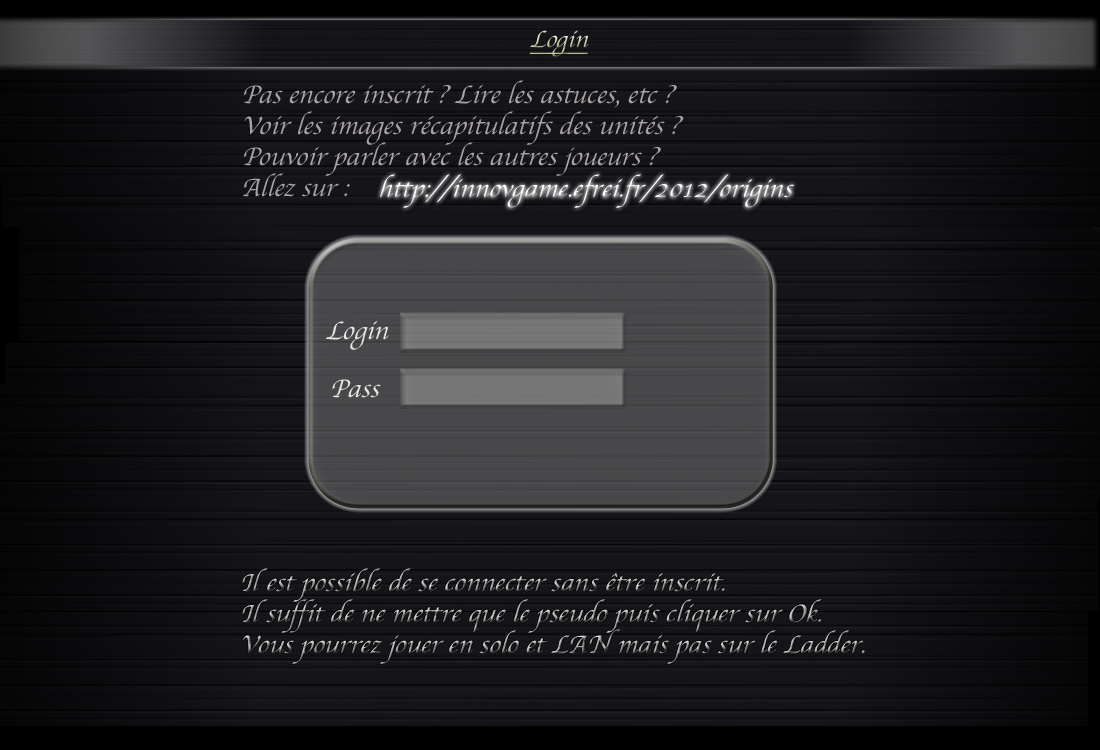 Login
Pas encore inscrit ? Lire les astuces, etc ?
Voir les images récapitulatifs des unités ?
Pouvoir parler avec les autres joueurs ?
Allez sur : http://innovgame.efrei.fr/2012/origins
Login
Pass
Il est possible de se connecter sans être inscrit.
Il suffit de ne mettre que le pseudo puis cliquer sur Ok.
Vous pourrez jouer en solo et LAN mais pas sur le Ladder.